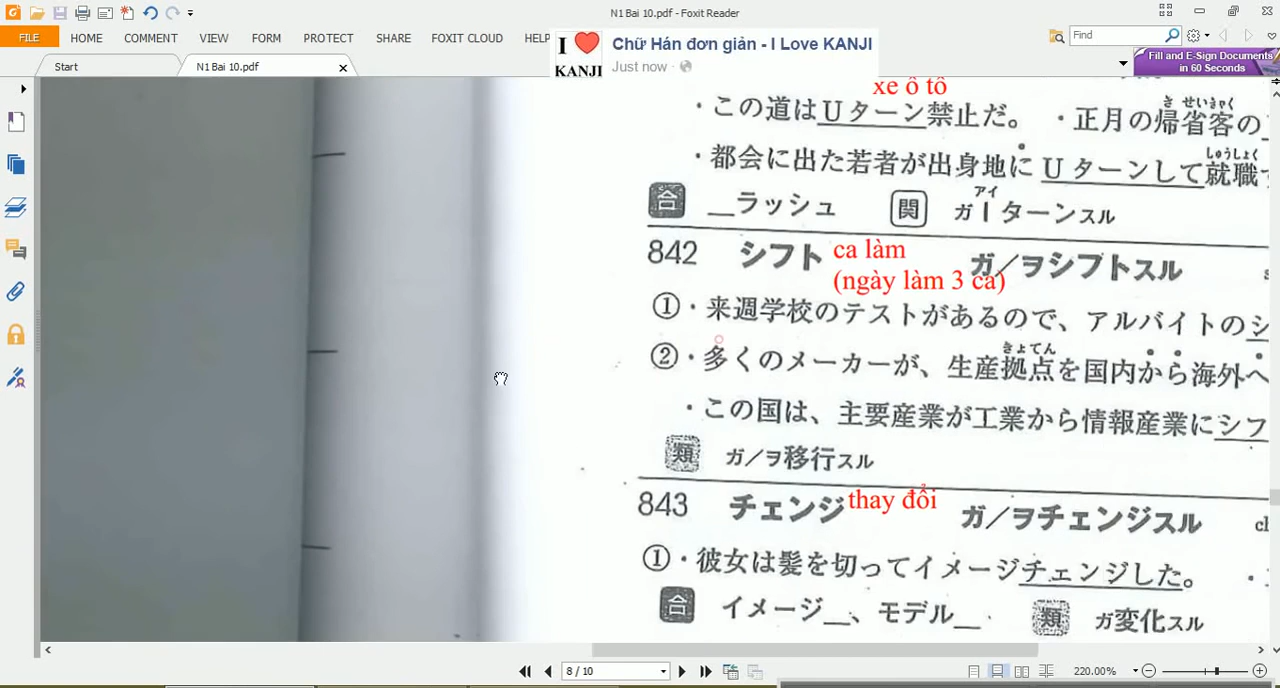 N1 Bai 10.pdf - Foxit Reader
FILE HOME COMMENT VIEW FORM PROTECT SHARE FOXIT CLOUD HELP
Find
I ❤ KANJI
Chữ Hán đơn giản - I Love KANJI
Just now
Fill and E-Sign Documents in 60 Seconds
Start
N1 Bai 10.pdf
xe ô tô
・この道はUターン禁止だ。 ・正月の帰省客の
き せいきゃく
・都会に出た若者が出身地にUターンして就職
しゅうしょく
合 __ラッシュ 関 ガIターンスル
アイ
842 シフト ca làm ガ/ヲシフトスル
(ngày làm 3 ca)
①・来週学校のテストがあるので、アルバイトのシ
②・多くのメーカーが、生産拠点を国内から海外へ
きょてん
・この国は、主要産業が工業から情報産業にシフ
類 ガ/ヲ移行スル
843 チェンジ thay đổi ガ/ヲチェンジスル ch
①・彼女は髪を切ってイメージチェンジした。 ・
合 イメージ__、モデル__ 類 ガ変化スル
8 / 10
220.00%